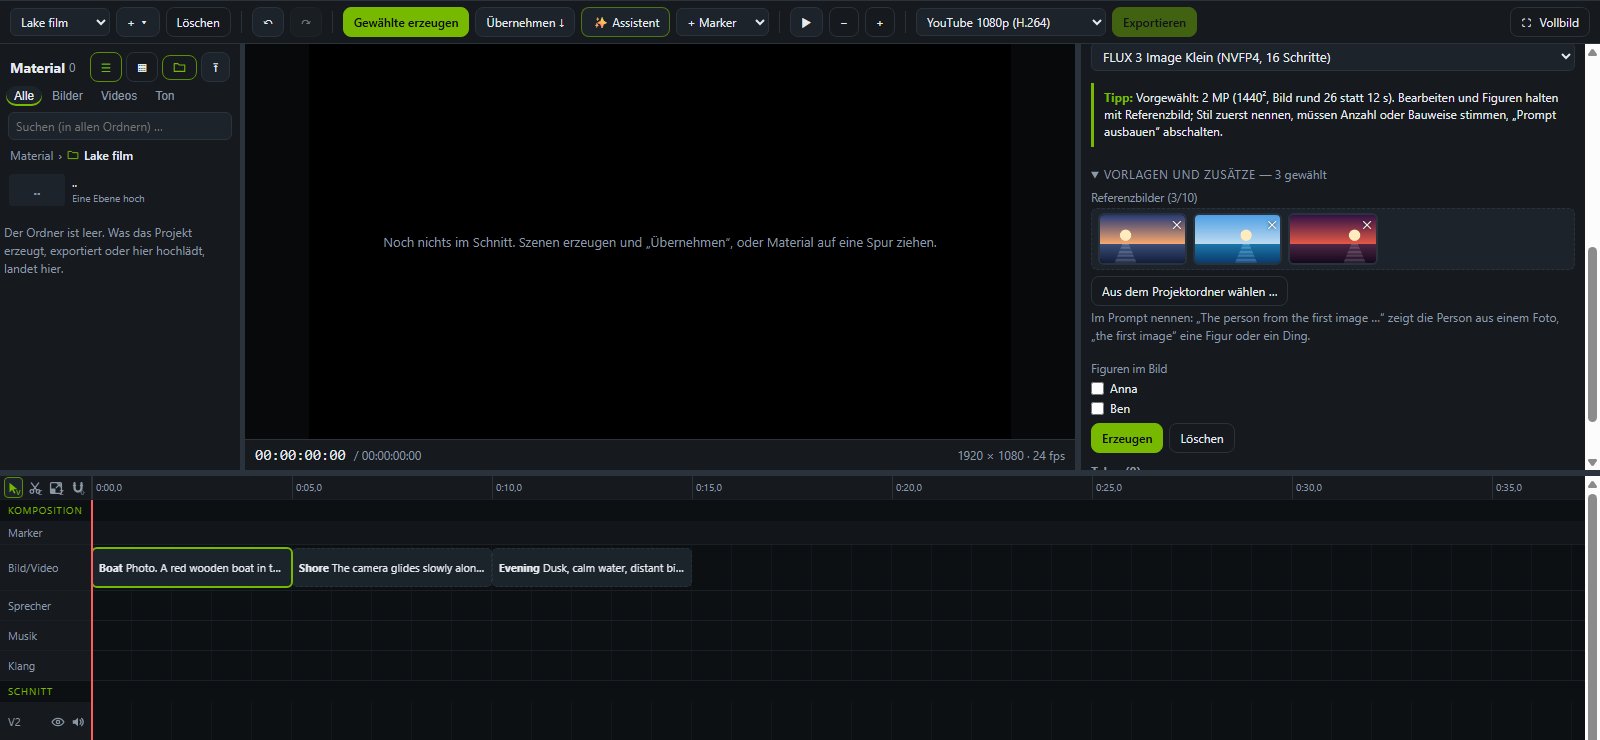 Lake film
+
Löschen
Gewählte erzeugen
Übernehmen ↓
✨ Assistent
+ Marker
–
+
YouTube 1080p (H.264)
Exportieren
Vollbild
Material 0
Alle Bilder Videos Ton
Suchen (in allen Ordnern) ...
Material › Lake film
..
..
Eine Ebene hoch
Der Ordner ist leer. Was das Projekt
erzeugt, exportiert oder hier hochlädt,
landet hier.
Noch nichts im Schnitt. Szenen erzeugen und „Übernehmen“, oder Material auf eine Spur ziehen.
00:00:00:00 / 00:00:00:00
1920 × 1080 · 24 fps
FLUX 3 Image Klein (NVFP4, 16 Schritte)
Tipp: Vorgewählt: 2 MP (1440², Bild rund 26 statt 12 s). Bearbeiten und Figuren halten
mit Referenzbild; Stil zuerst nennen, müssen Anzahl oder Bauweise stimmen, „Prompt
ausbauen“ abschalten.
▼ VORLAGEN UND ZUSÄTZE — 3 gewählt
Referenzbilder (3/10)
Aus dem Projektordner wählen ...
Im Prompt nennen: „The person from the first image ...“ zeigt die Person aus einem Foto,
„the first image“ eine Figur oder ein Ding.
Figuren im Bild
Anna
Ben
Erzeugen
Löschen
0:00,0 0:05,0 0:10,0 0:15,0 0:20,0 0:25,0 0:30,0 0:35,0
KOMPOSITION
Marker
Bild/Video
Boat Photo. A red wooden boat in t...
Shore The camera glides slowly alon...
Evening Dusk, calm water, distant bi...
Sprecher
Musik
Klang
SCHNITT
V2